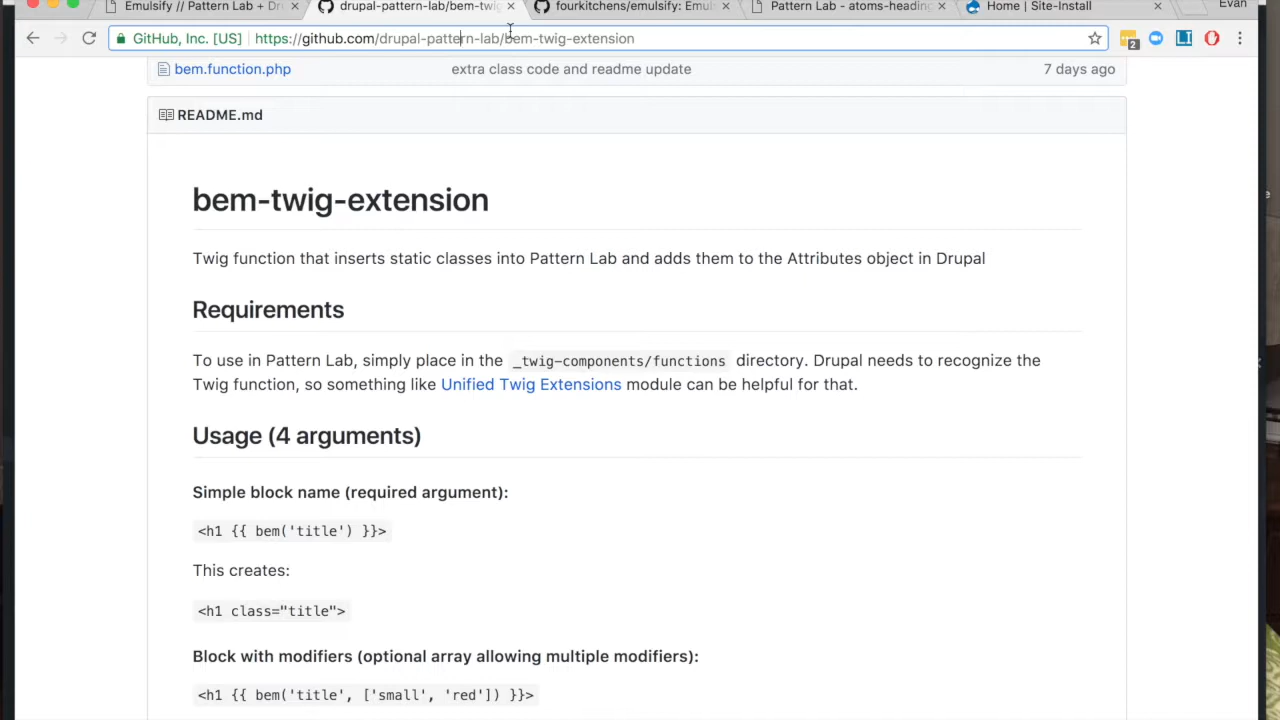 Emulsify // Pattern Lab + Dr
drupal-pattern-lab/bem-twig
fourkitchens/emulsify: Emuls
Pattern Lab - atoms-heading
Home | Site-Install
Evan
GitHub, Inc. [US]
https://github.com/drupal-pattern-lab/bem-twig-extension
2
LI
bem.function.php
extra class code and readme update
7 days ago
README.md
bem-twig-extension
Twig function that inserts static classes into Pattern Lab and adds them to the Attributes object in Drupal
Requirements
To use in Pattern Lab, simply place in the _twig-components/functions directory. Drupal needs to recognize the
Twig function, so something like Unified Twig Extensions module can be helpful for that.
Usage (4 arguments)
Simple block name (required argument):
<h1 {{ bem('title') }}>
This creates:
<h1 class="title">
Block with modifiers (optional array allowing multiple modifiers):
<h1 {{ bem('title', ['small', 'red']) }}>